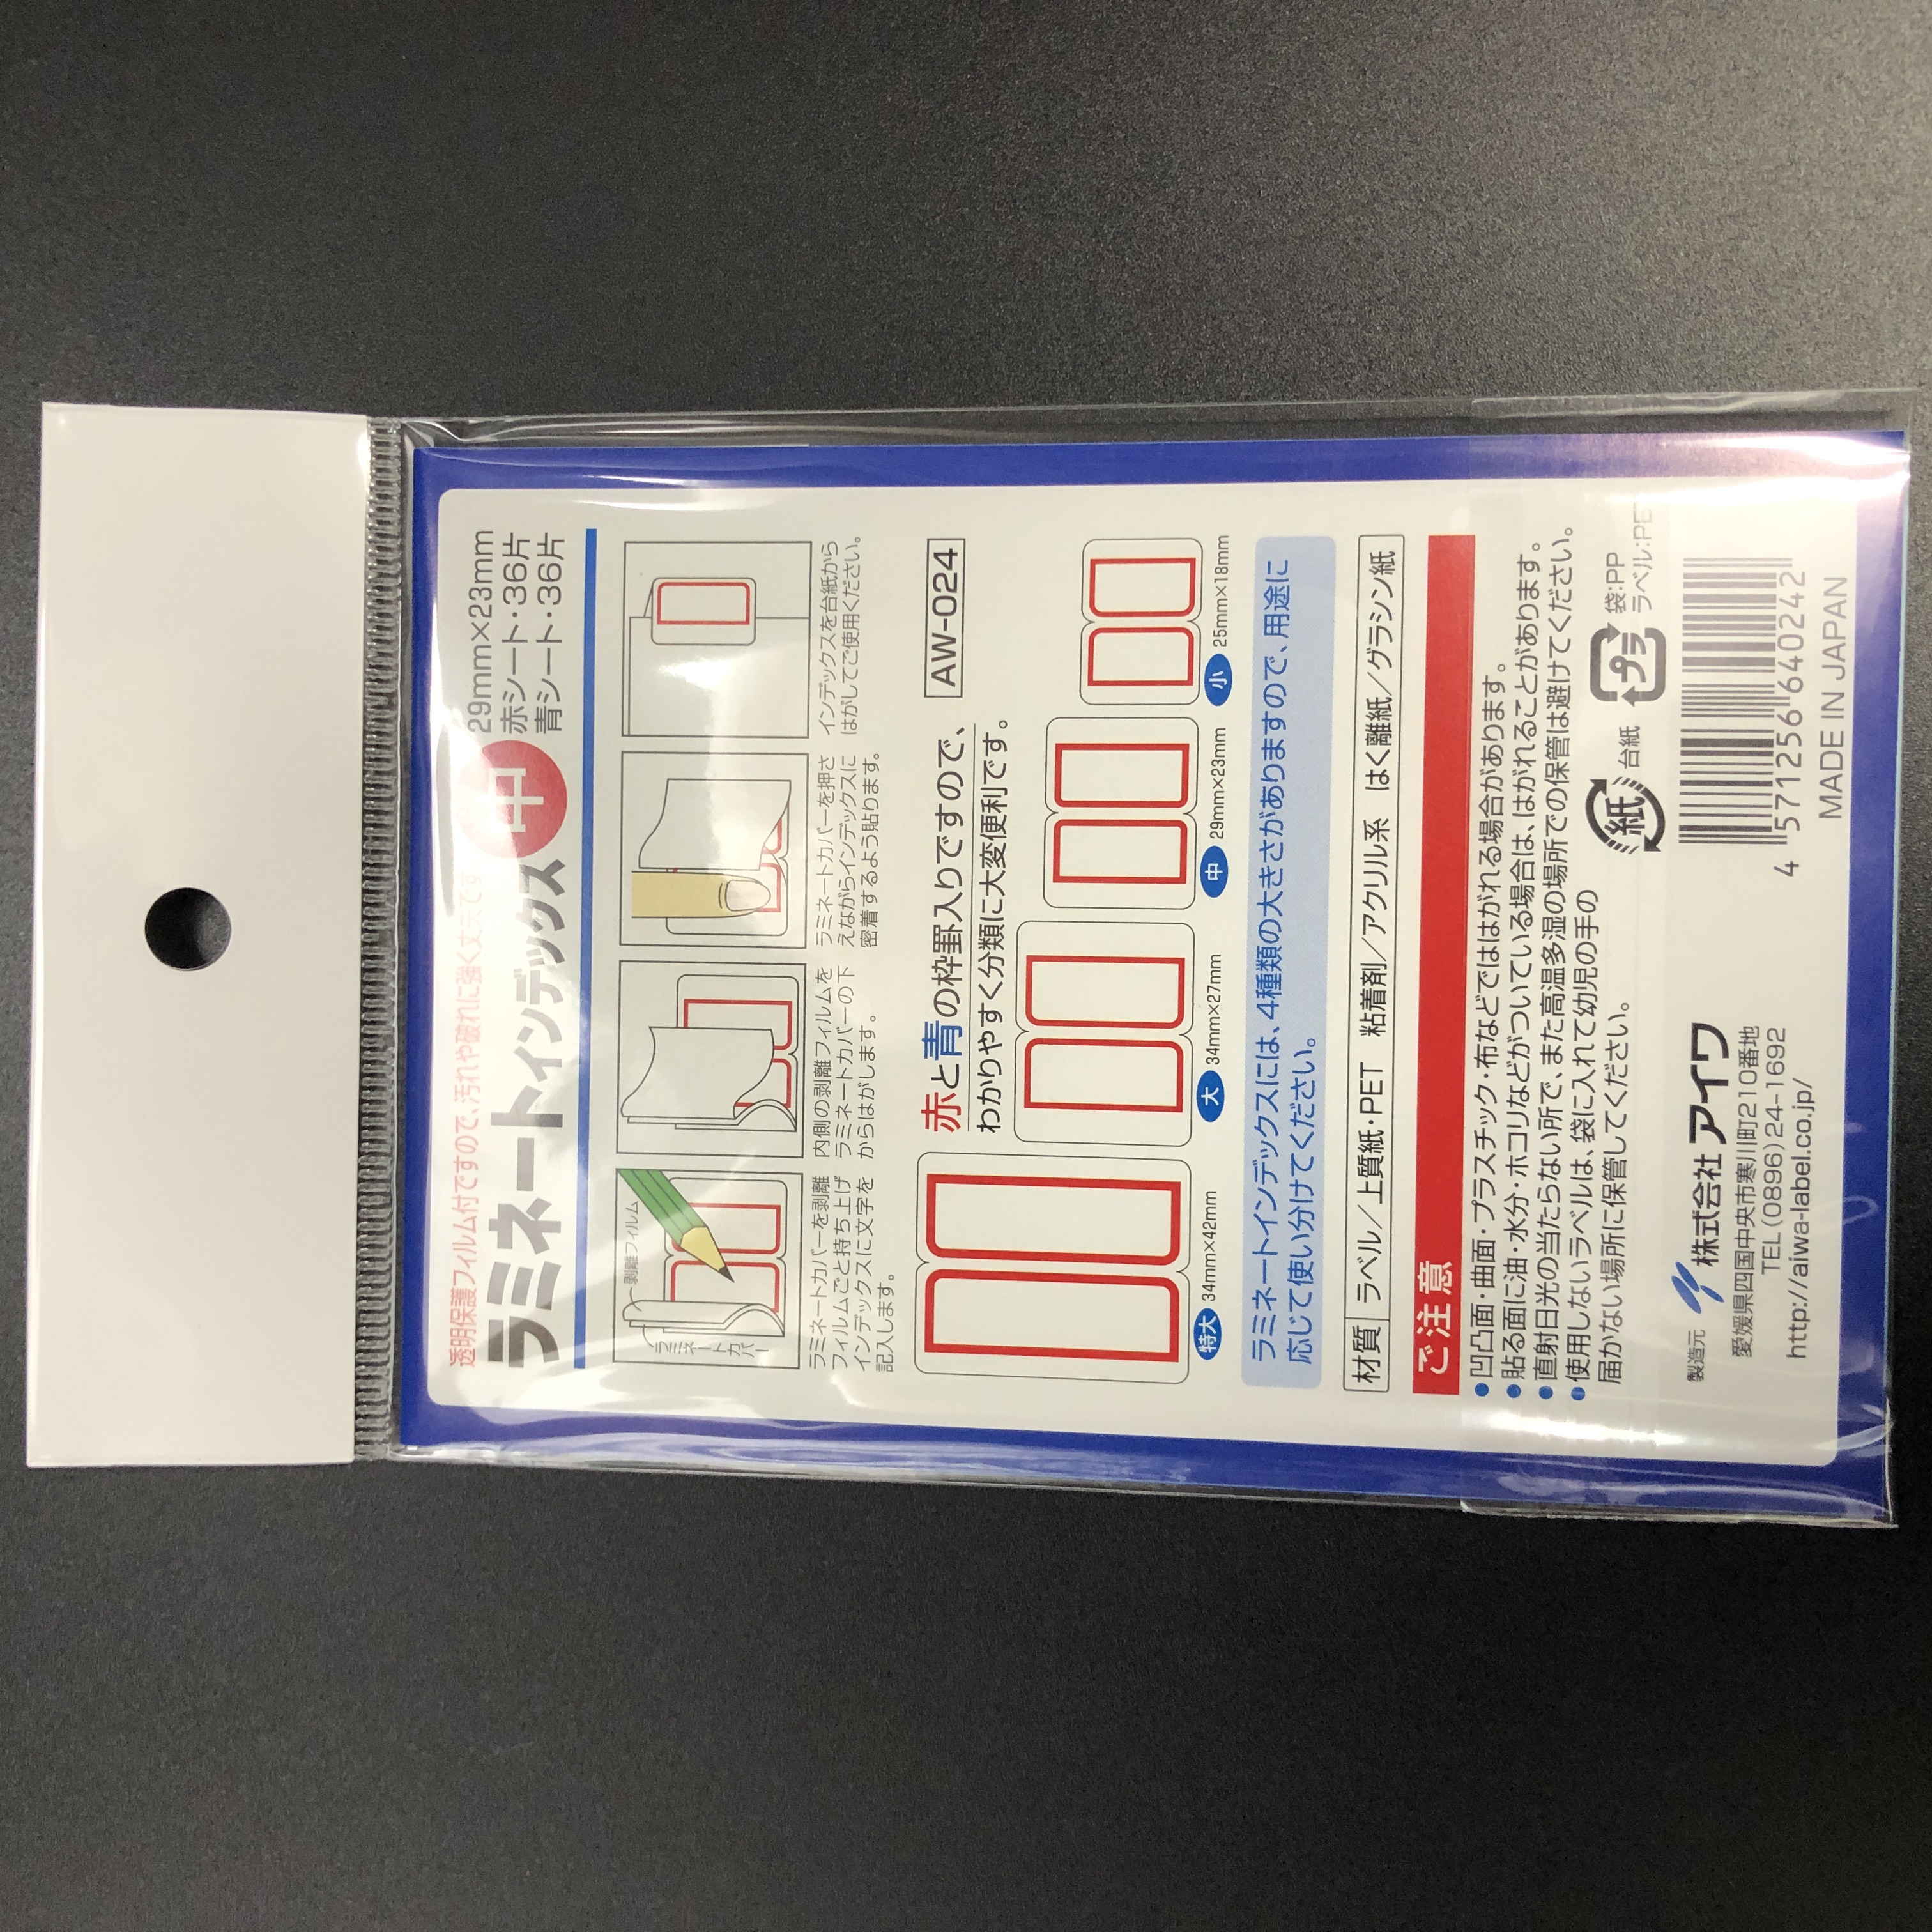 透明保護フィルム付ですので、汚れや破れに強く丈夫です
ラミネートインデックス 中
29mm×23mm
赤シート・36片
青シート・36片
剥離フィルム
ラミネートカバー
ラミネートカバーを剥離
フィルムごと持ち上げ
インデックスに文字を
記入します。
内側の剥離フィルムを
ラミネートカバーの下
からはがします。
ラミネートカバーを押さ
えながらインデックスに
密着するよう貼ります。
インデックスを台紙から
はがしてご使用ください。
赤と青の枠罫入りですので、
わかりやすく分類に大変便利です。
AW-024
特大 34mm×42mm
大 34mm×27mm
中 29mm×23mm
小 25mm×18mm
ラミネートインデックスには、4種類の大きさがありますので、用途に
応じて使い分けてください。
材質 ラベル／上質紙・PET 粘着剤／アクリル系 はく離紙／グラシン紙
ご注意
●凹凸面・曲面・プラスチック・布などでははがれる場合があります。
●貼る面に油・水分・ホコリなどがついている場合は、はがれることがあります。
●直射日光の当たらない所で、また高温多湿の場所での保管は避けてください。
●使用しないラベルは、袋に入れて幼児の手の
届かない場所に保管してください。
紙 台紙
プラ 袋:PP
ラベル:PET
製造元 株式会社 アイワ
愛媛県四国中央市寒川町210番地
TEL(0896)24-1692
http://aiwa-label.co.jp/
4 571256 640242
MADE IN JAPAN